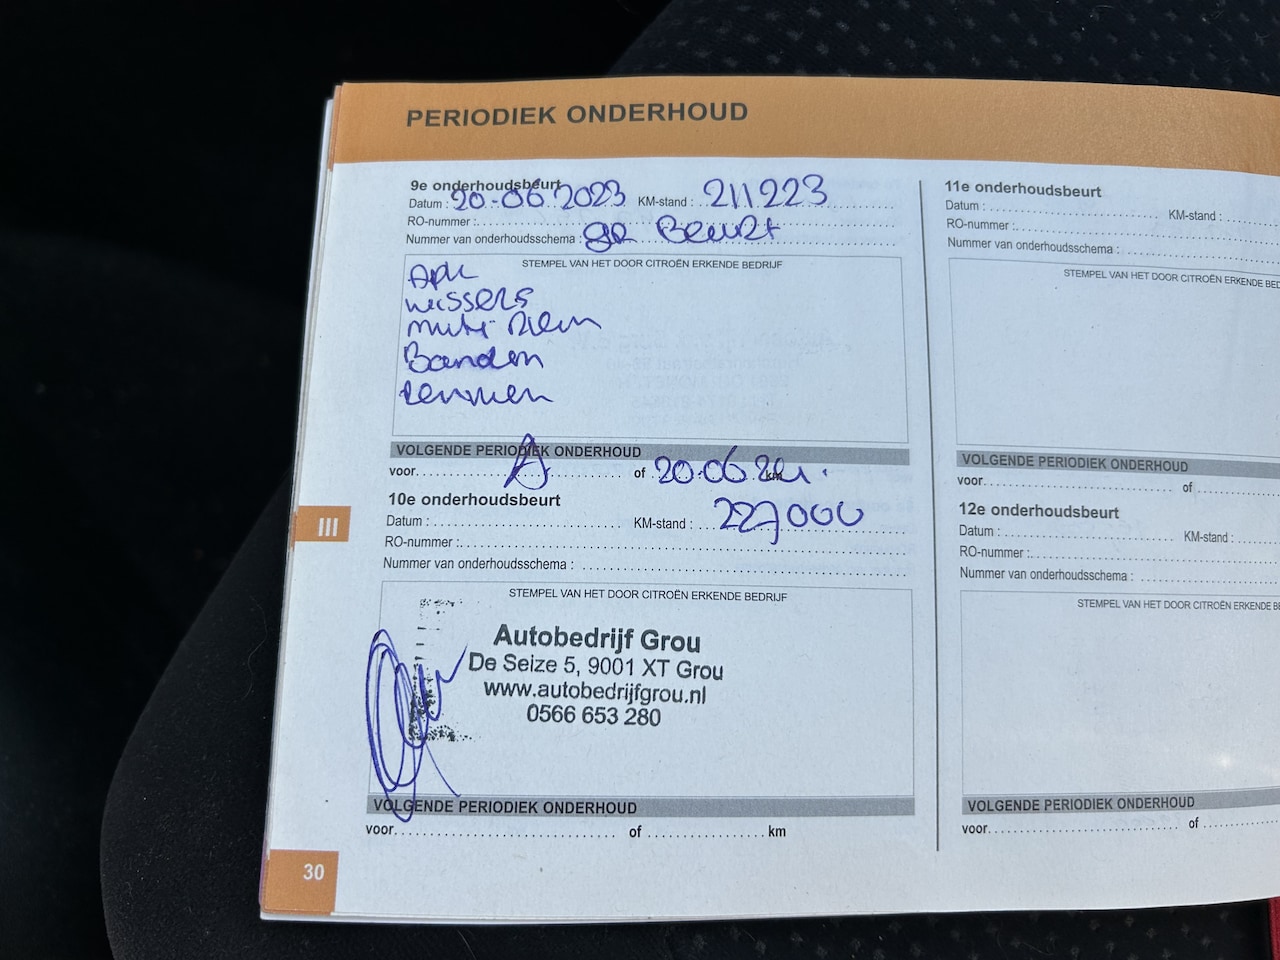 PERIODIEK ONDERHOUD
9e onderhoudsbeurt
Datum : 20-06-2023 KM-stand : 211223
RO-nummer :
Nummer van onderhoudsschema : Beurt
STEMPEL VAN HET DOOR CITROËN ERKENDE BEDRIJF
Apk
wissers
multi Riem
Banden
Remmen
VOLGENDE PERIODIEK ONDERHOUD
voor of 20.06.24. km
10e onderhoudsbeurt
Datum : KM-stand : 227000
RO-nummer :
Nummer van onderhoudsschema :
STEMPEL VAN HET DOOR CITROËN ERKENDE BEDRIJF
Autobedrijf Grou
De Seize 5, 9001 XT Grou
www.autobedrijfgrou.nl
0566 653 280
VOLGENDE PERIODIEK ONDERHOUD
voor of km
III
30
11e onderhoudsbeurt
Datum : KM-stand :
RO-nummer :
Nummer van onderhoudsschema :
STEMPEL VAN HET DOOR CITROËN ERKENDE BED
VOLGENDE PERIODIEK ONDERHOUD
voor of
12e onderhoudsbeurt
Datum : KM-stand :
RO-nummer :
Nummer van onderhoudsschema :
STEMPEL VAN HET DOOR CITROËN ERKENDE B
VOLGENDE PERIODIEK ONDERHOUD
voor of